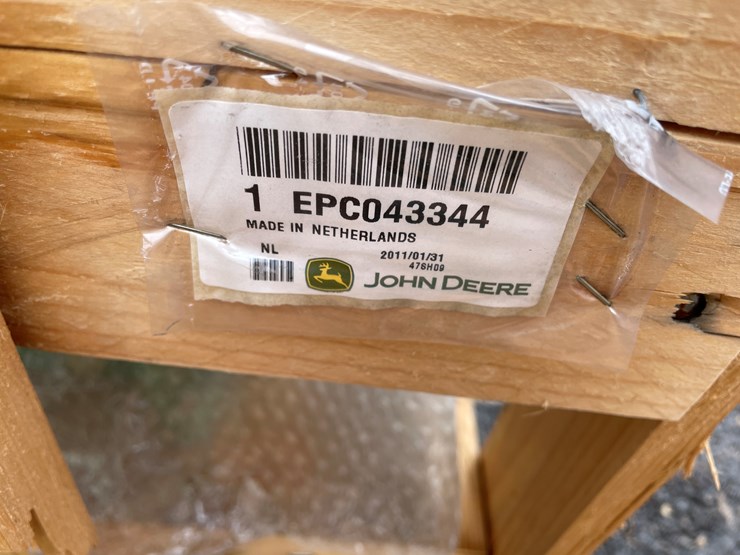 1 EPC043344
MADE IN NETHERLANDS
NL
2011/01/31
476H09
JOHN DEERE